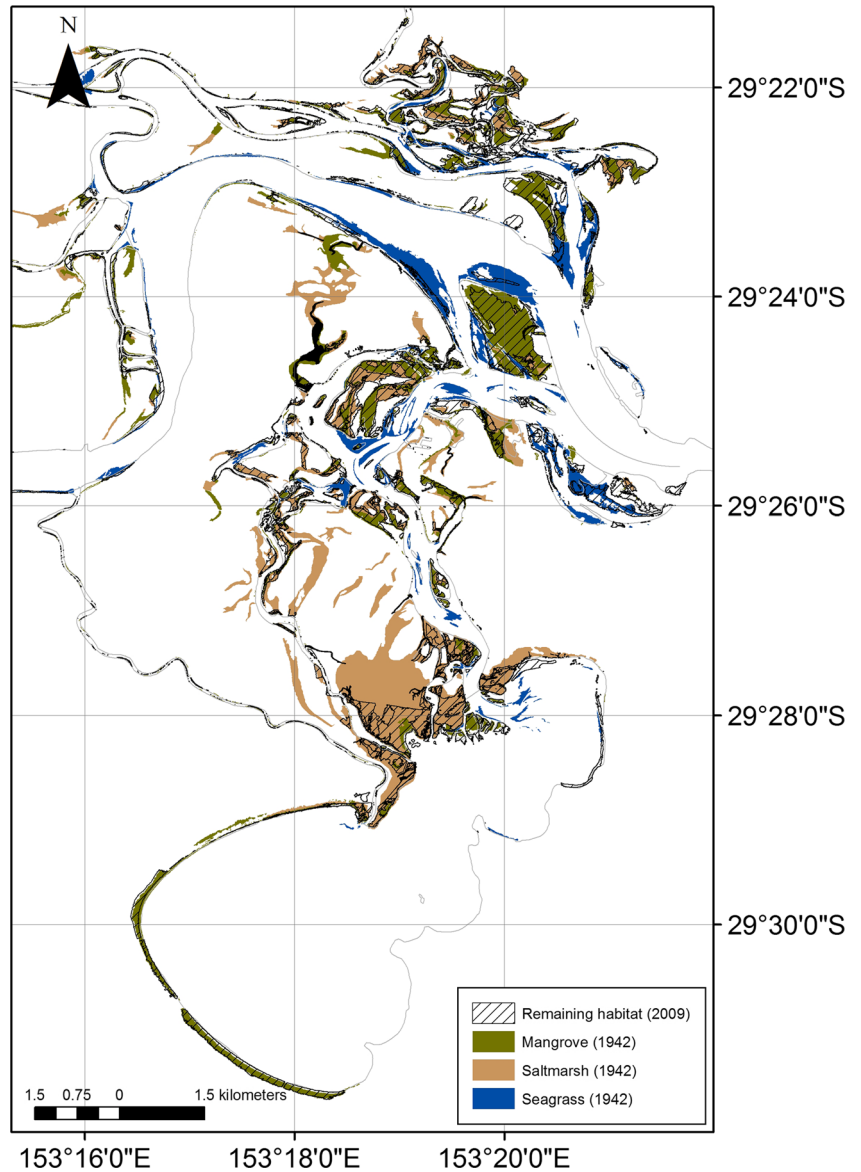 N
29°22'0"S
29°24'0"S
29°26'0"S
29°28'0"S
29°30'0"S
Remaining habitat (2009)
Mangrove (1942)
Saltmarsh (1942)
Seagrass (1942)
1.5 0.75 0 1.5 kilometers
153°16'0"E 153°18'0"E 153°20'0"E